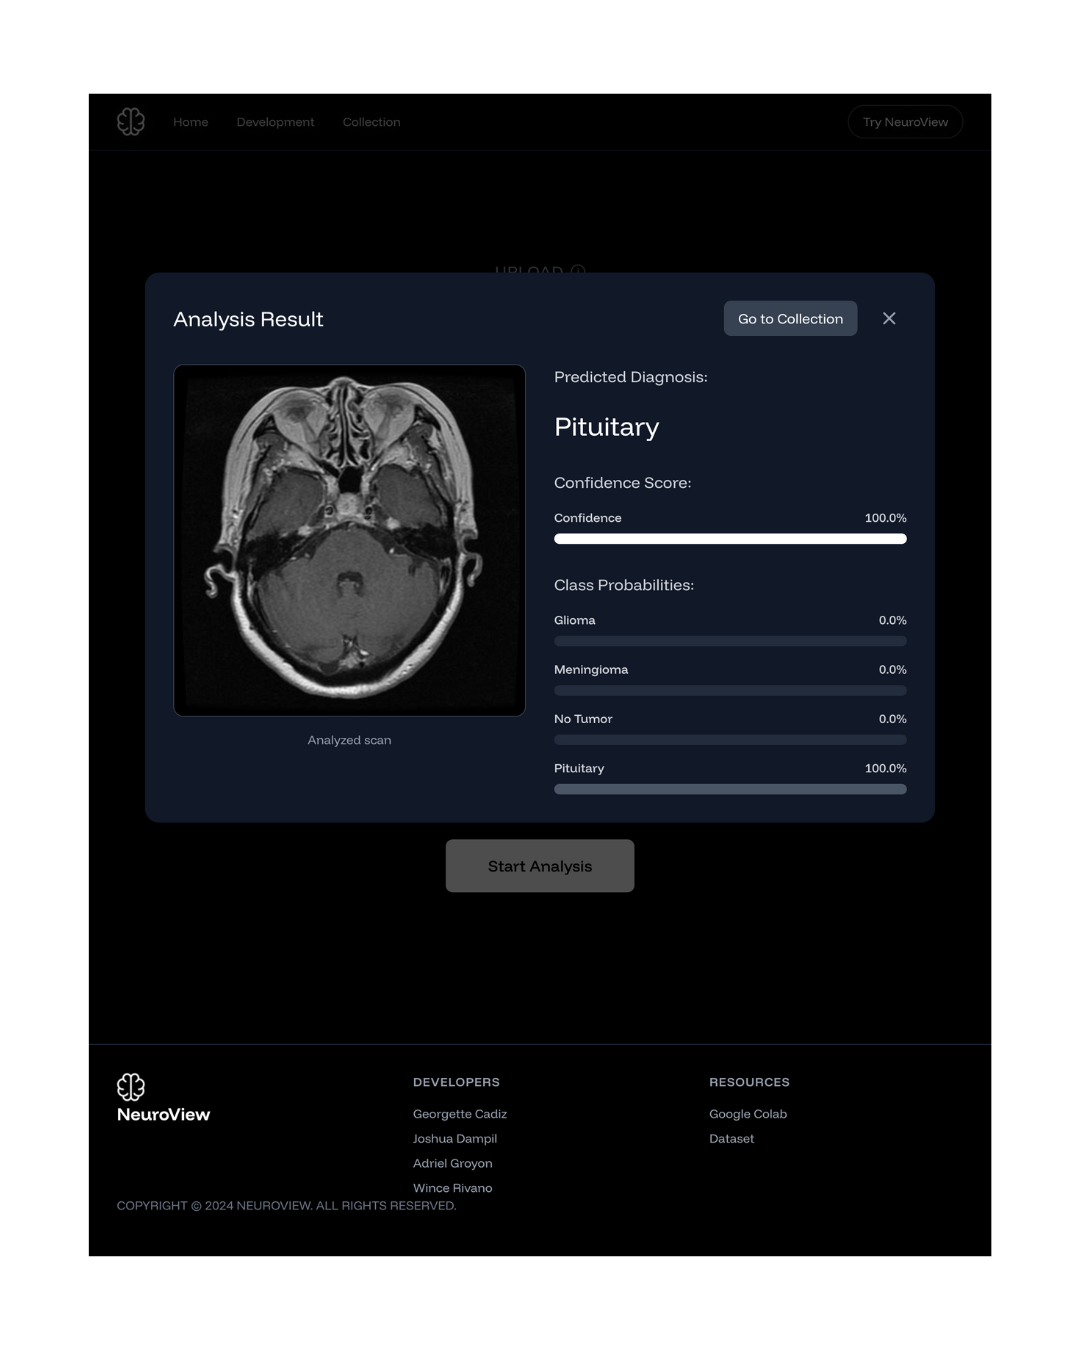 Home Development Collection Try NeuroView
UPLOAD
Analysis Result
Go to Collection
Predicted Diagnosis:
Pituitary
Confidence Score:
Confidence 100.0%
Class Probabilities:
Glioma 0.0%
Meningioma 0.0%
No Tumor 0.0%
Pituitary 100.0%
Analyzed scan
Start Analysis
NeuroView
DEVELOPERS
Georgette Cadiz
Joshua Dampil
Adriel Groyon
Wince Rivano
RESOURCES
Google Colab
Dataset
COPYRIGHT © 2024 NEUROVIEW. ALL RIGHTS RESERVED.